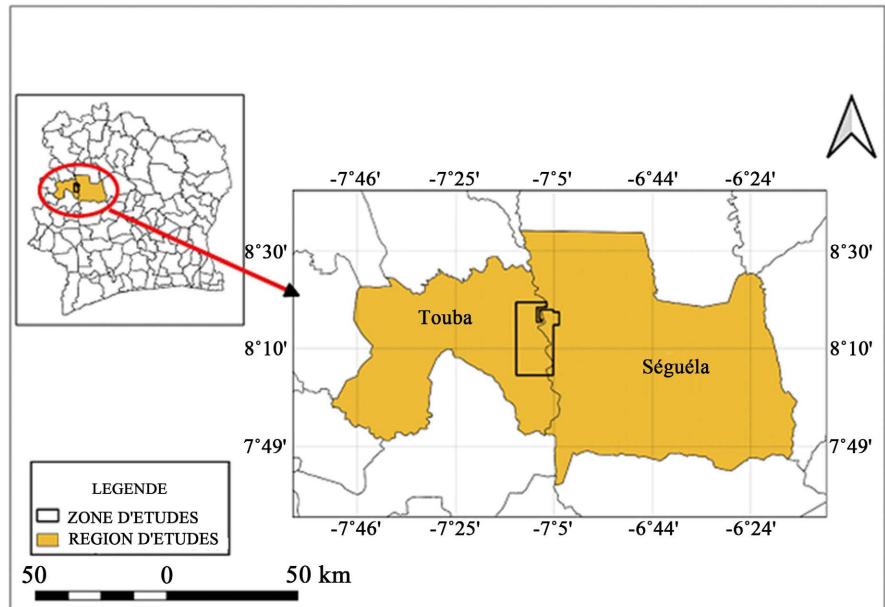 -7°46' -7°25' -7°5' -6°44' -6°24'
8°30' 8°30'
Touba
8°10' 8°10'
Séguéla
7°49' 7°49'
-7°46' -7°25' -7°5' -6°44' -6°24'
LEGENDE
ZONE D'ETUDES
REGION D'ETUDES
50 0 50 km